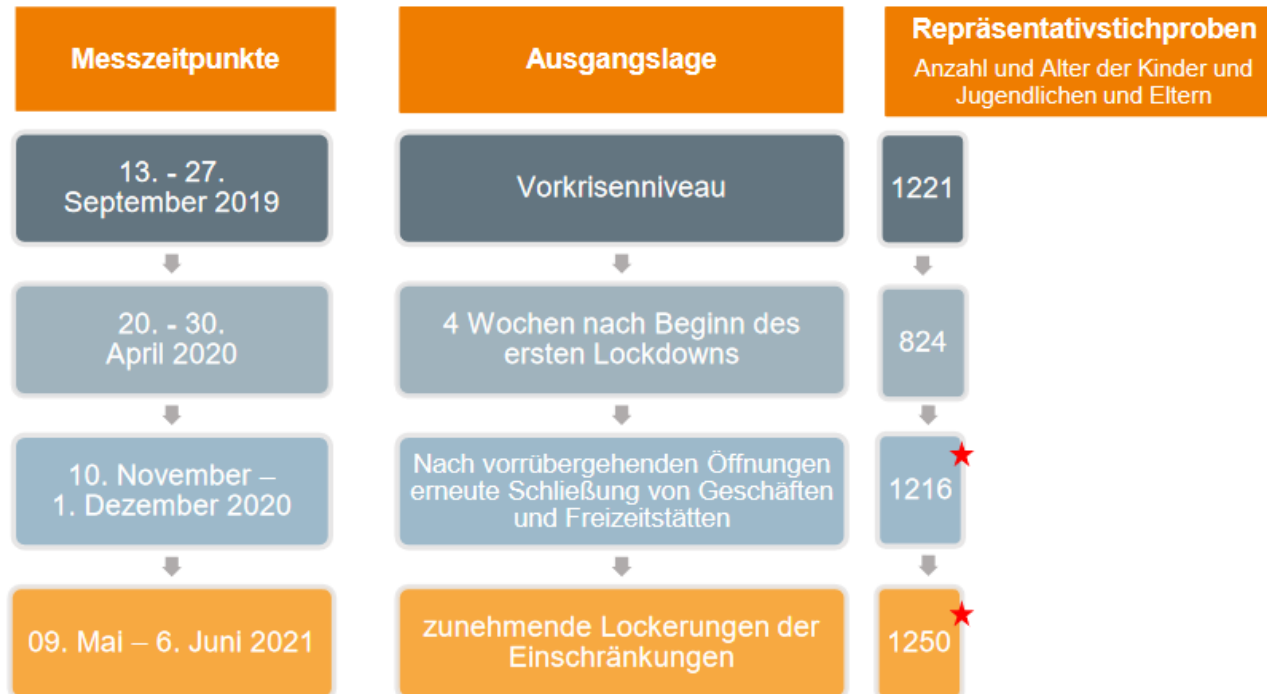 Messzeitpunkte
Ausgangslage
Repräsentativstichproben
Anzahl und Alter der Kinder und
Jugendlichen und Eltern
13. - 27.
September 2019
Vorkrisenniveau
1221
20. - 30.
April 2020
4 Wochen nach Beginn des
ersten Lockdowns
824
10. November –
1. Dezember 2020
Nach vorrübergehenden Öffnungen
erneute Schließung von Geschäften
und Freizeitstätten
1216
09. Mai – 6. Juni 2021
zunehmende Lockerungen der
Einschränkungen
1250